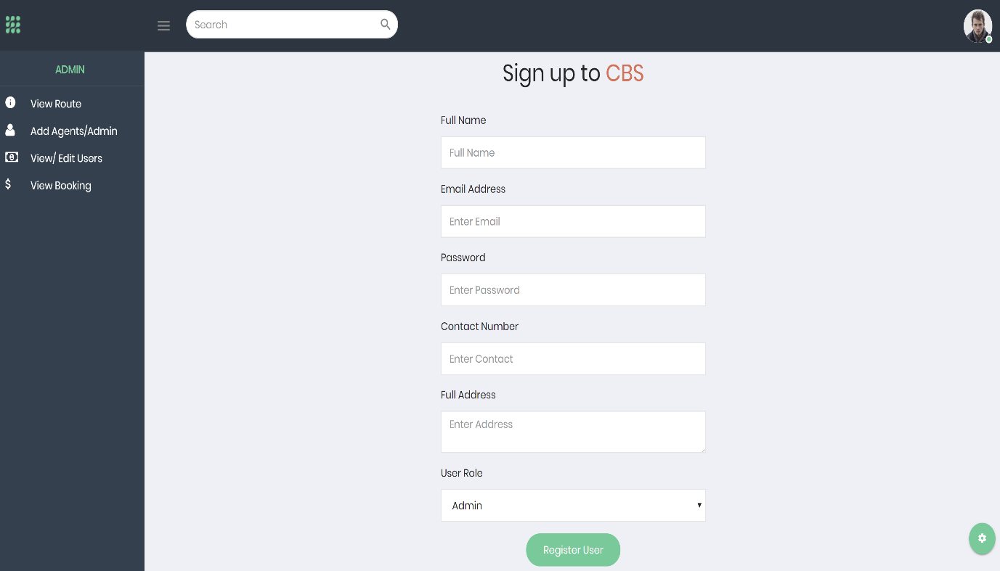 Search
ADMIN
View Route
Add Agents/Admin
View/ Edit Users
View Booking
Sign up to CBS
Full Name
Full Name
Email Address
Enter Email
Password
Enter Password
Contact Number
Enter Contact
Full Address
Enter Address
User Role
Admin
Register User